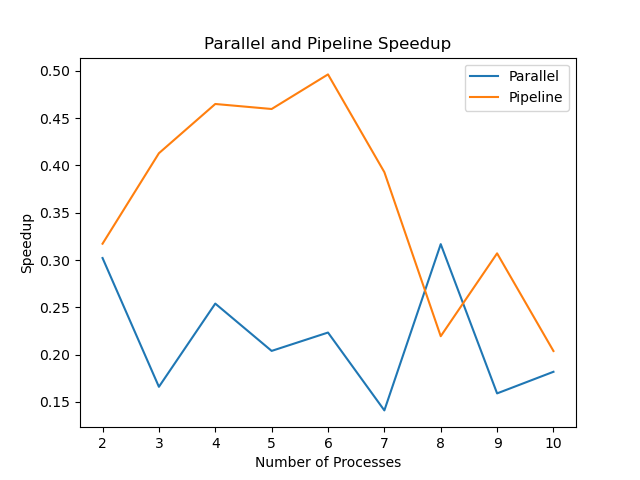 Parallel and Pipeline Speedup
Parallel
Pipeline
Speedup
0.50
0.45
0.40
0.35
0.30
0.25
0.20
0.15
2 3 4 5 6 7 8 9 10
Number of Processes